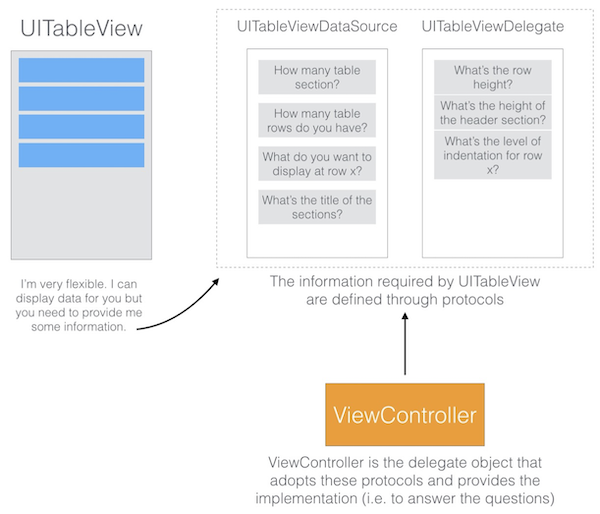 UITableView
I'm very flexible. I can
display data for you but
you need to provide me
some information.
UITableViewDataSource
How many table
section?
How many table
rows do you have?
What do you want to
display at row x?
What's the title of the
sections?
UITableViewDelegate
What's the row
height?
What's the height of
the header section?
What's the level of
indentation for row
x?
The information required by UITableView
are defined through protocols
ViewController
ViewController is the delegate object that
adopts these protocols and provides the
implementation (i.e. to answer the questions)